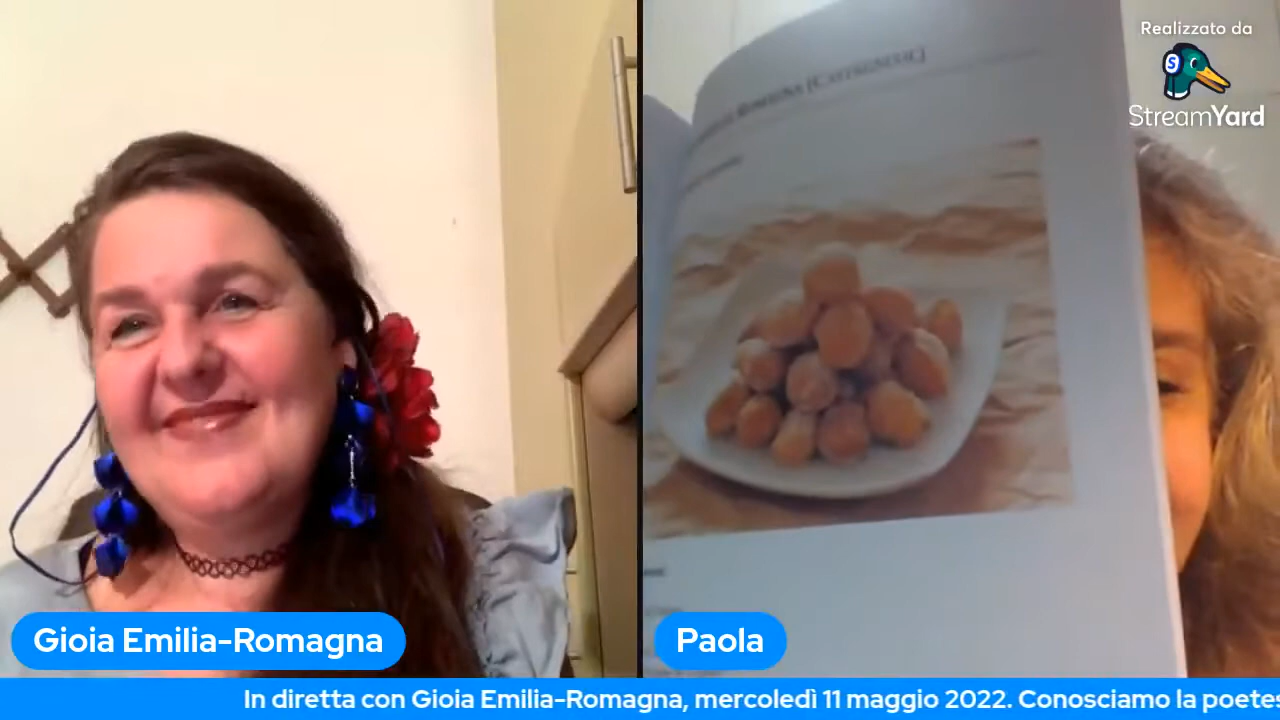 Realizzato da
StreamYard
Gioia Emilia-Romagna
Paola
In diretta con Gioia Emilia-Romagna, mercoledì 11 maggio 2022. Conosciamo la poetes